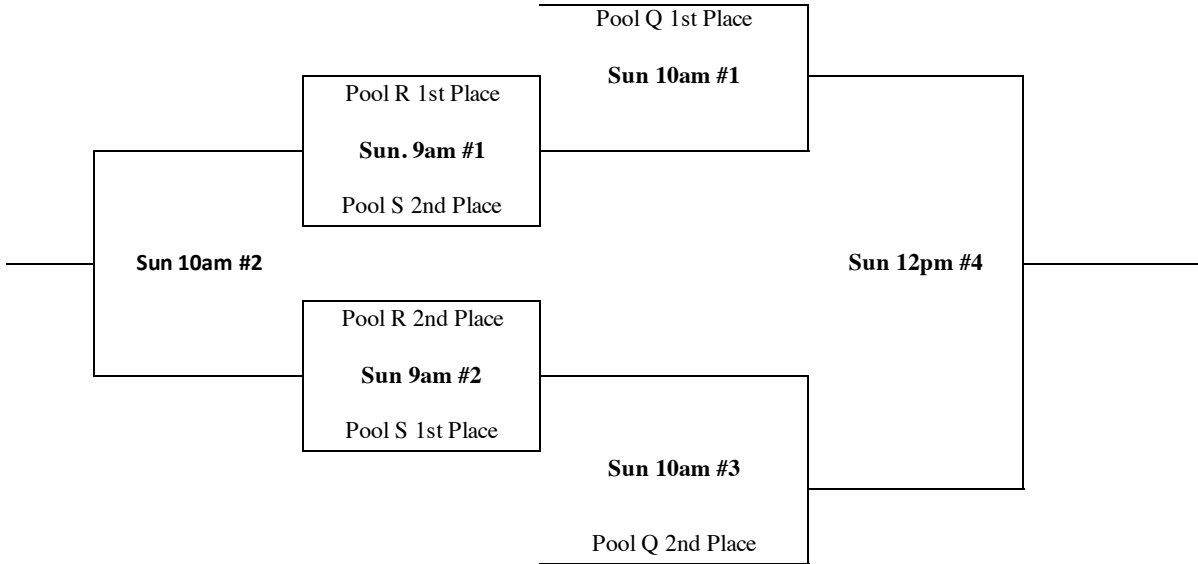 Pool Q 1st Place
Sun 10am #1
Pool R 1st Place
Sun. 9am #1
Pool S 2nd Place
Sun 10am #2
Sun 12pm #4
Pool R 2nd Place
Sun 9am #2
Pool S 1st Place
Sun 10am #3
Pool Q 2nd Place